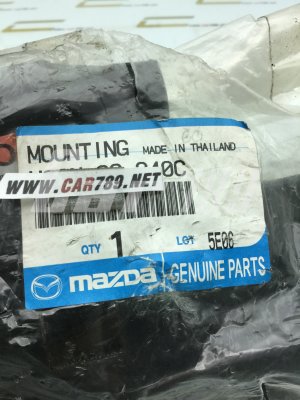 MOUNTING MADE IN THAILAND
WWW.CAR789.NET
QTY 1 LOT 5E06
mazda GENUINE PARTS